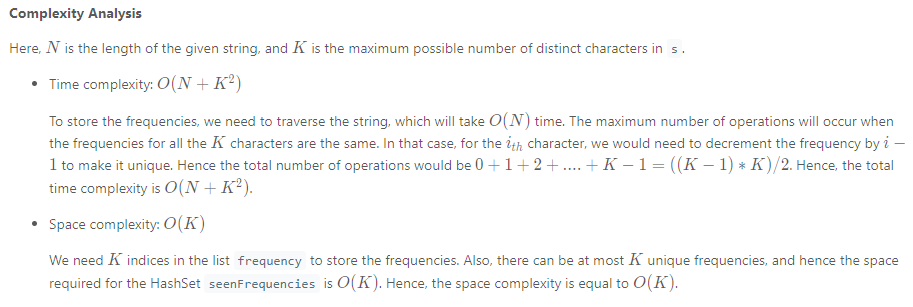 Complexity Analysis
Here, N is the length of the given string, and K is the maximum possible number of distinct characters in s .
• Time complexity: O(N + K²)
To store the frequencies, we need to traverse the string, which will take O(N) time. The maximum number of operations will occur when
the frequencies for all the K characters are the same. In that case, for the iₜₕ character, we would need to decrement the frequency by i −
1 to make it unique. Hence the total number of operations would be 0 + 1 + 2 + .... + K − 1 = ((K − 1) ∗ K)/2. Hence, the total
time complexity is O(N + K²).
• Space complexity: O(K)
We need K indices in the list frequency to store the frequencies. Also, there can be at most K unique frequencies, and hence the space
required for the HashSet seenFrequencies is O(K). Hence, the space complexity is equal to O(K).